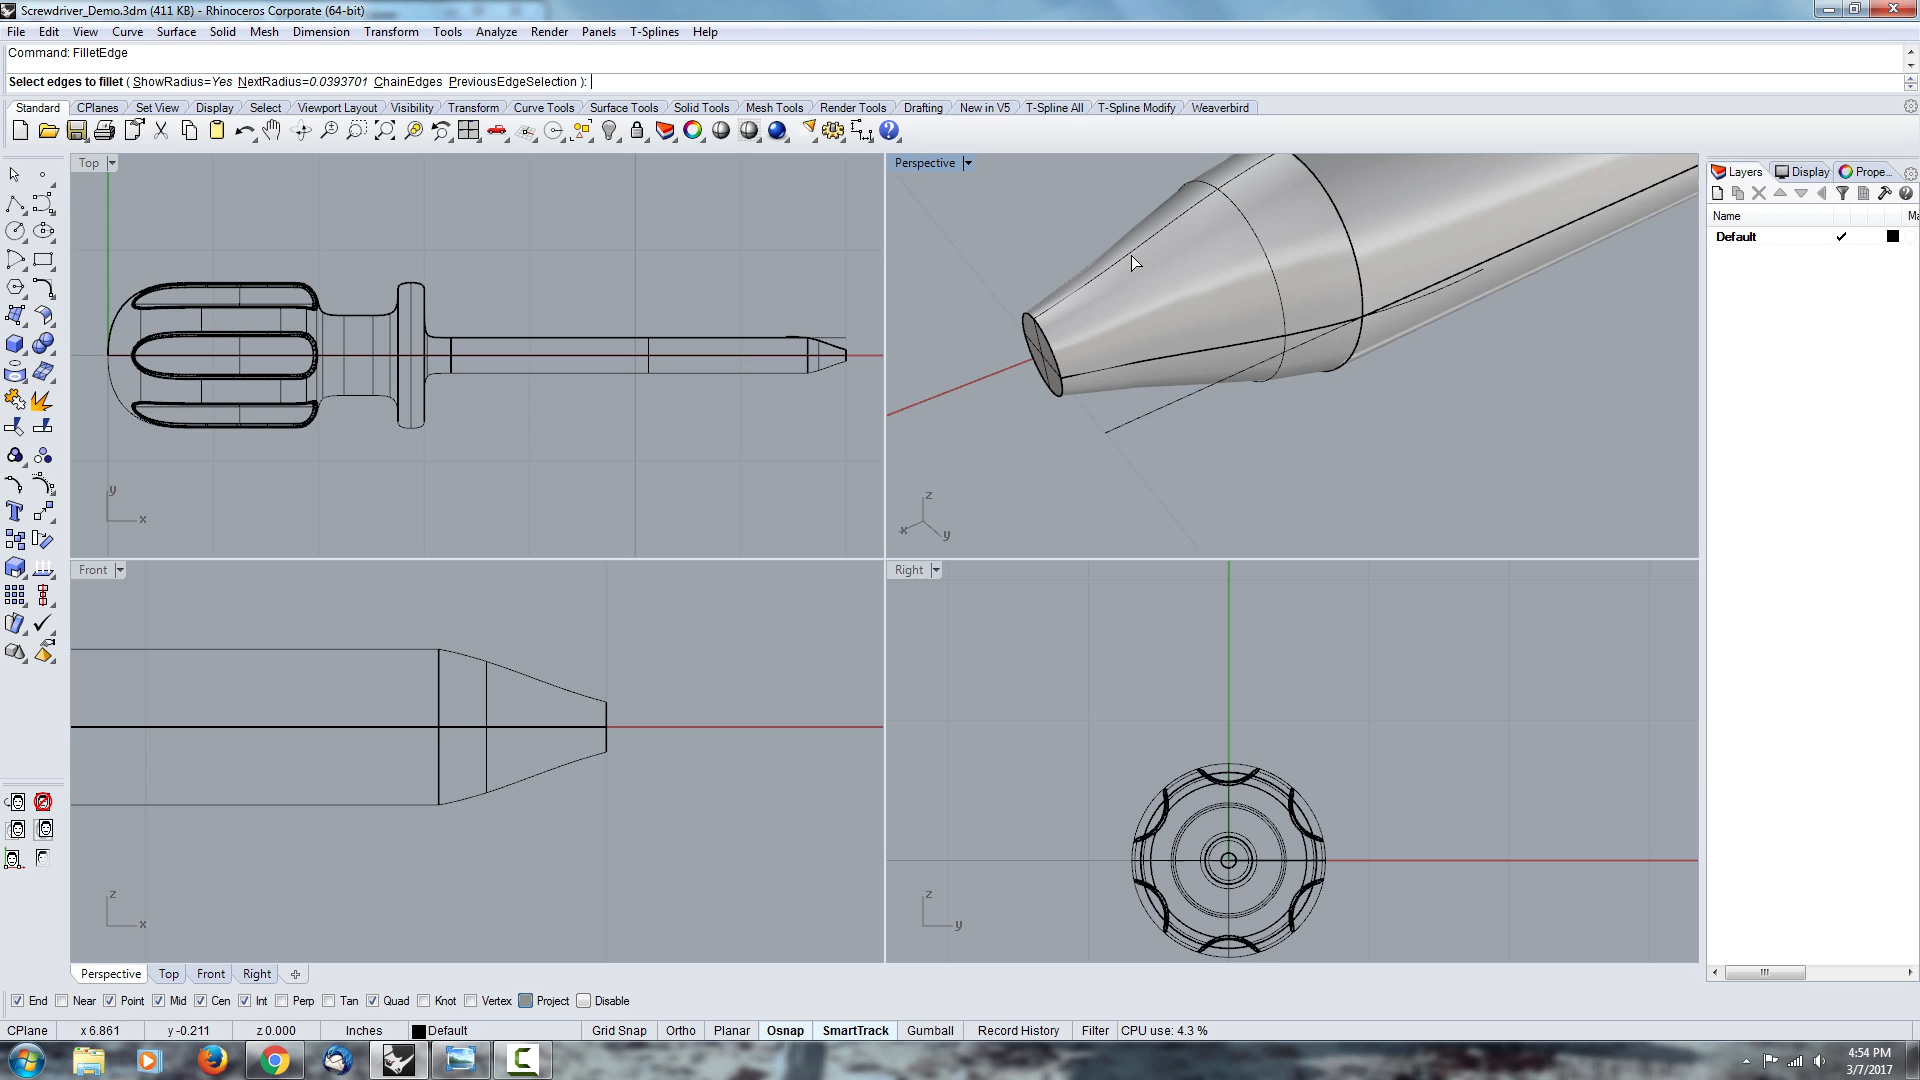 Screwdriver_Demo.3dm (411 KB) - Rhinoceros Corporate (64-bit)
File Edit View Curve Surface Solid Mesh Dimension Transform Tools Analyze Render Panels T-Splines Help
Command: FilletEdge
Select edges to fillet ( ShowRadius=Yes NextRadius=0.0393701 ChainEdges PreviousEdgeSelection ):
Standard CPlanes Set View Display Select Viewport Layout Visibility Transform Curve Tools Surface Tools Solid Tools Mesh Tools Render Tools Drafting New in V5 T-Spline All T-Spline Modify Weaverbird
Top
Perspective
Layers Display Prope...
Name Ma
Default
y
x
z
x
y
Front
Right
z
x
z
y
Perspective Top Front Right
End Near Point Mid Cen Int Perp Tan Quad Knot Vertex Project Disable
CPlane x 6.861 y -0.211 z 0.000 Inches Default Grid Snap Ortho Planar Osnap SmartTrack Gumball Record History Filter CPU use: 4.3 %
4:54 PM
3/7/2017